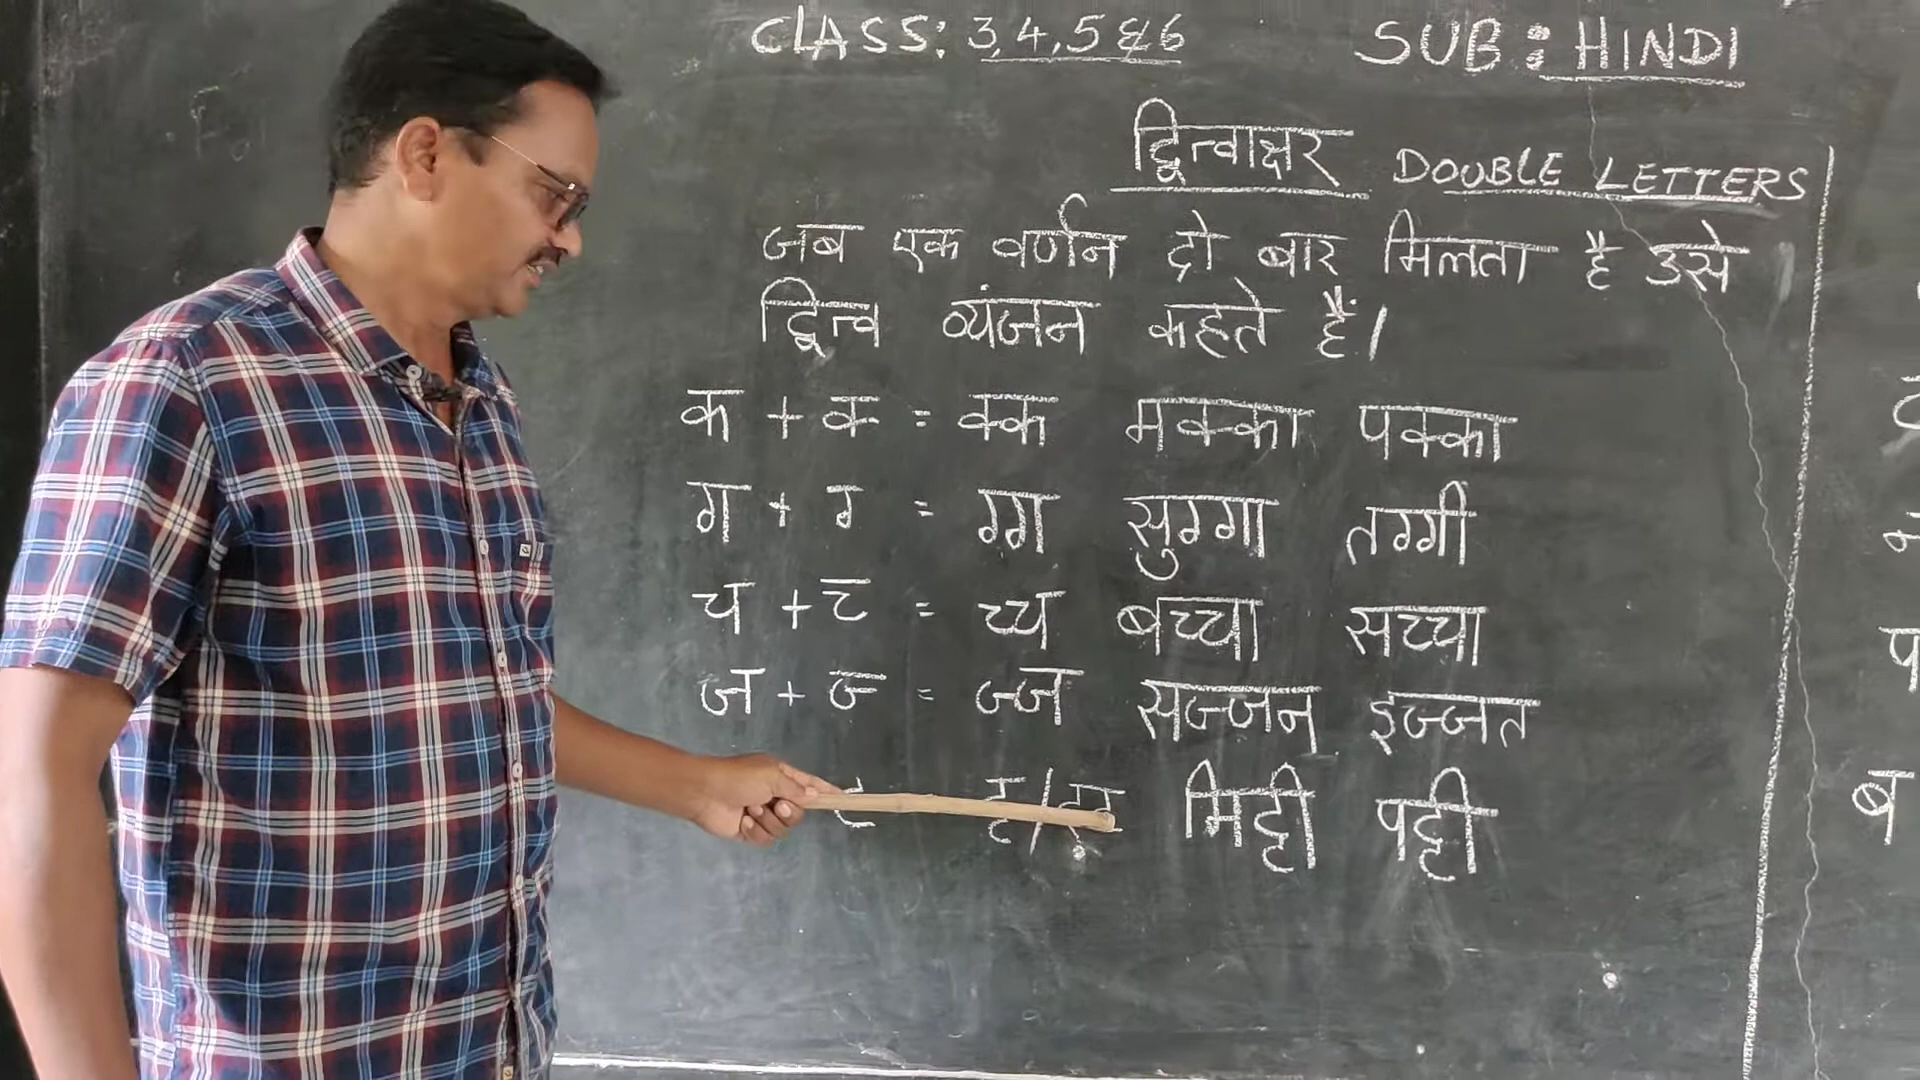 CLASS: 3,4,5 & 6 SUB: HINDI
द्वित्वाक्षर DOUBLE LETTERS
जब एक वर्णन दो बार मिलता है उसे
द्वित्व व्यंजन कहते हैं।
क + क् = क्क मक्का पक्का
ग + ग् = ग्ग सुग्गा तग्गी
च + च् = च्च बच्चा सच्चा
ज + ज् = ज्ज सज्जन इज्जत
मिट्टी पट्टी